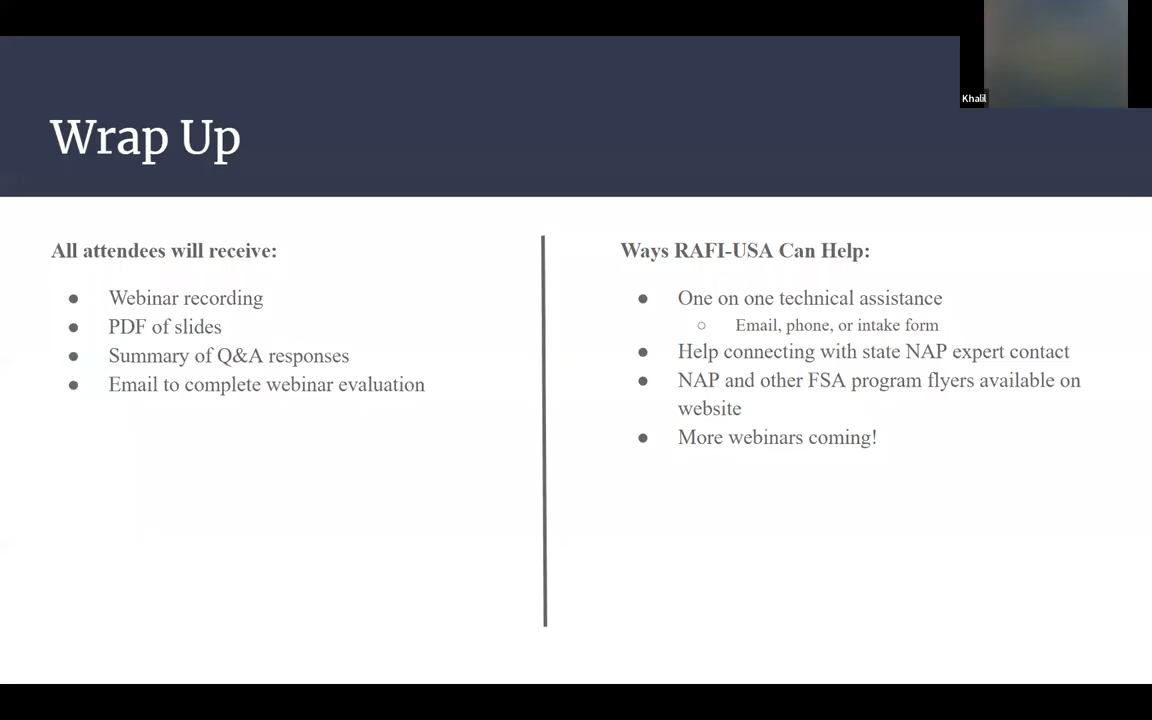 Khalil
Wrap Up
All attendees will receive:
● Webinar recording
● PDF of slides
● Summary of Q&A responses
● Email to complete webinar evaluation
Ways RAFI-USA Can Help:
● One on one technical assistance
○ Email, phone, or intake form
● Help connecting with state NAP expert contact
● NAP and other FSA program flyers available on
website
● More webinars coming!